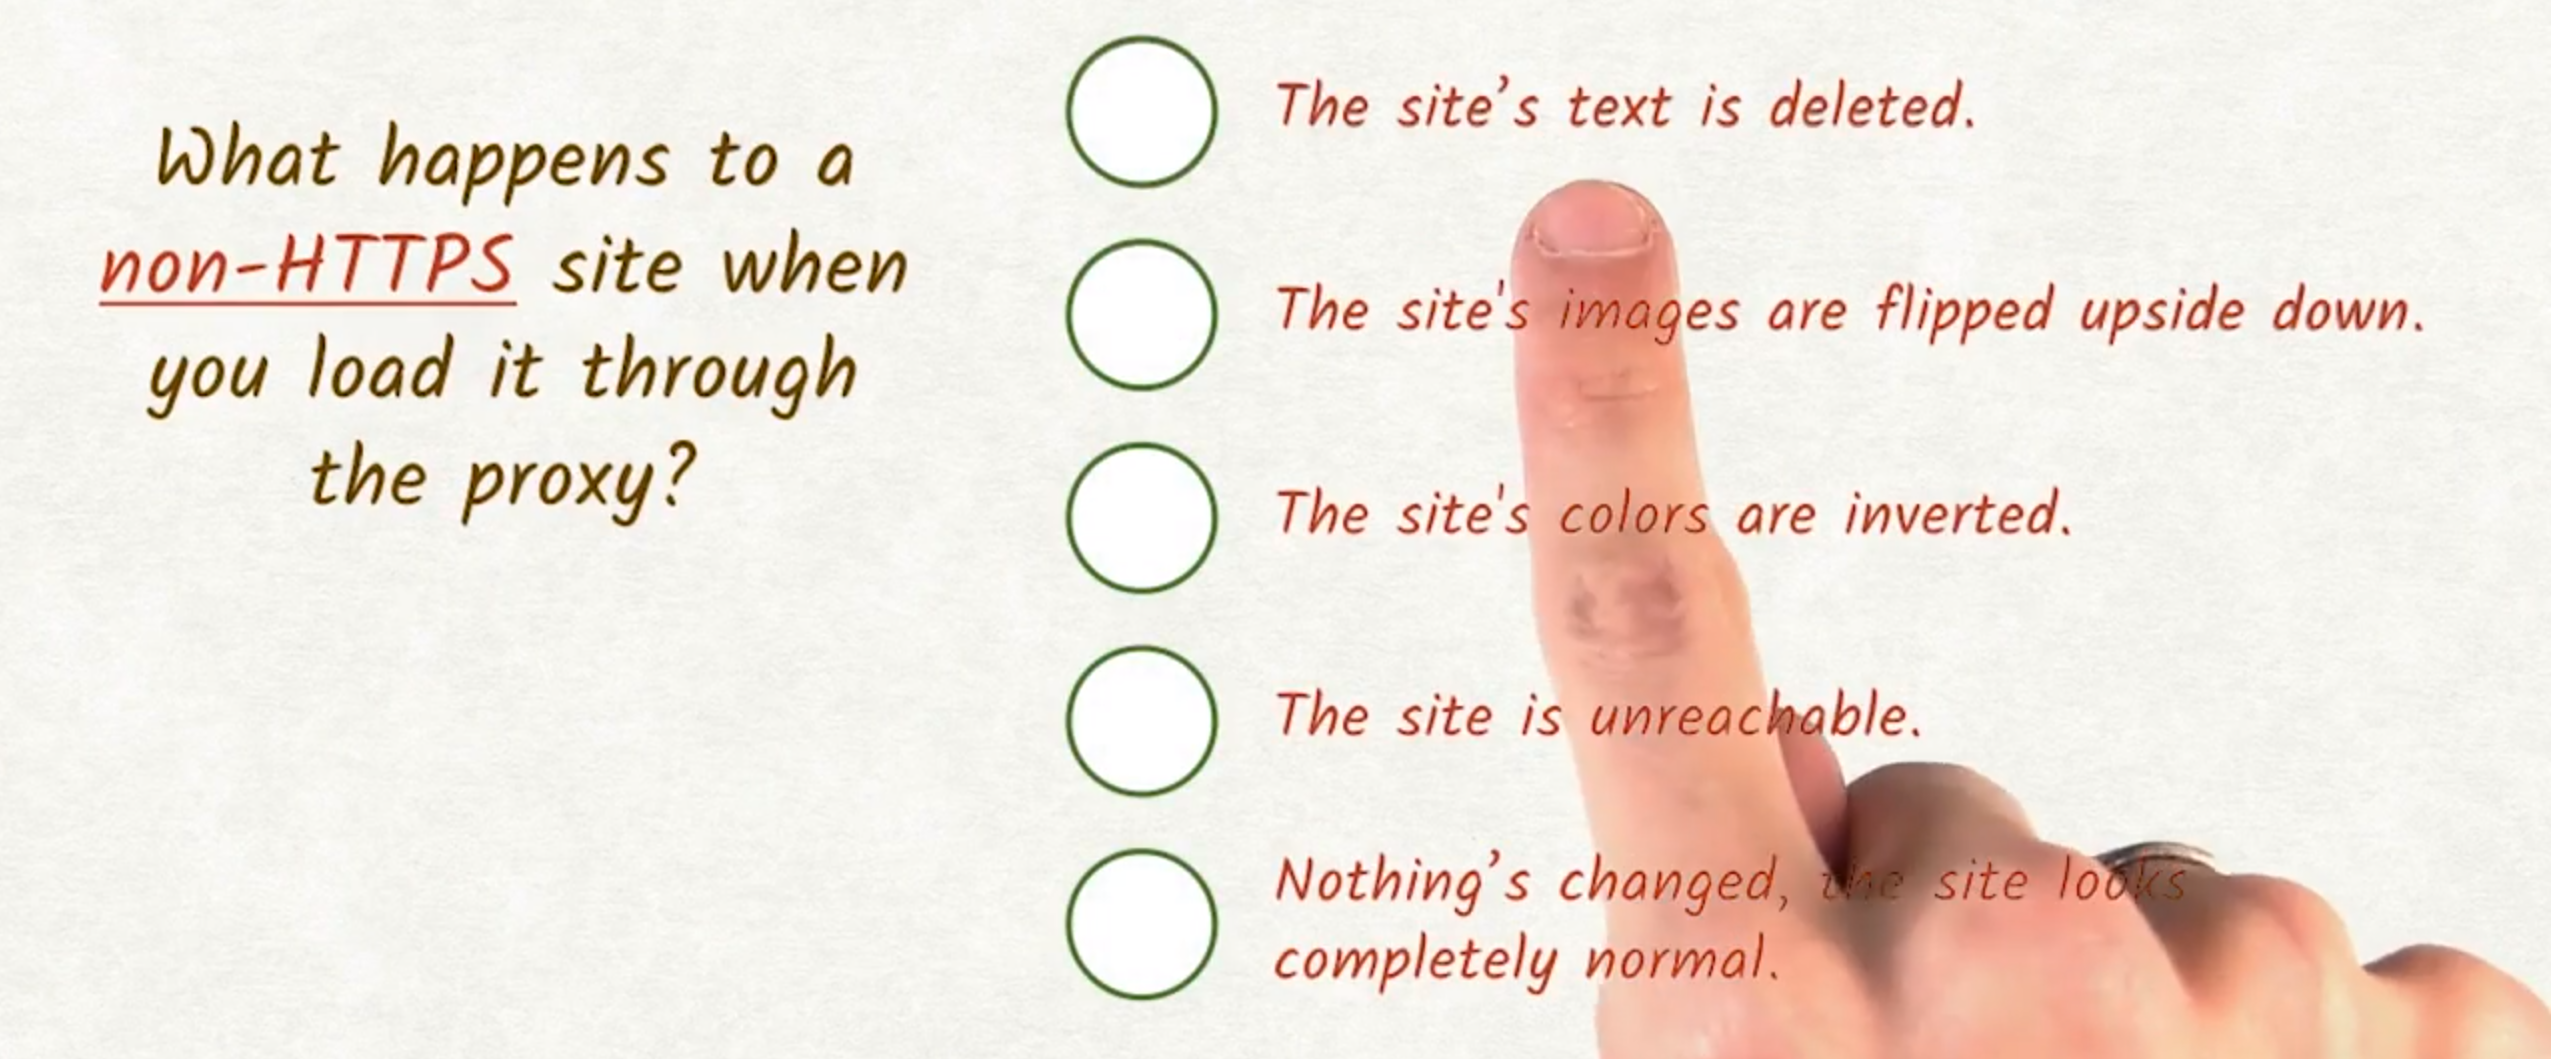 What happens to a
non-HTTPS site when
you load it through
the proxy?
The site’s text is deleted.
The site's images are flipped upside down.
The site's colors are inverted.
The site is unreachable.
Nothing’s changed, the site looks
completely normal.